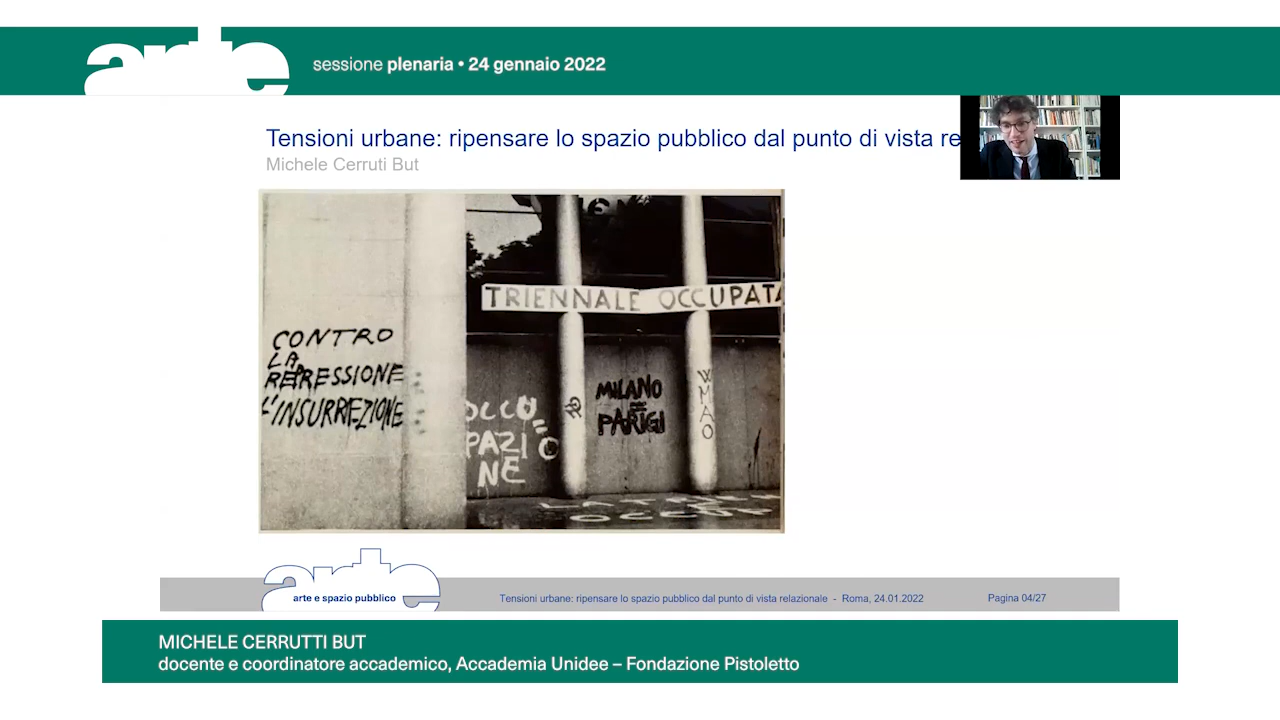 arte
sessione plenaria • 24 gennaio 2022
Tensioni urbane: ripensare lo spazio pubblico dal punto di vista re
Michele Cerruti But
TRIENNALE OCCUPATA
CONTRO
LA
REPRESSIONE
L'INSURREZIONE
OCCU
PAZIO
NE
MILANO
=
PARIGI
W
MAO
arte
arte e spazio pubblico
Tensioni urbane: ripensare lo spazio pubblico dal punto di vista relazionale - Roma, 24.01.2022
Pagina 04/27
MICHELE CERRUTTI BUT
docente e coordinatore accademico, Accademia Unidee – Fondazione Pistoletto